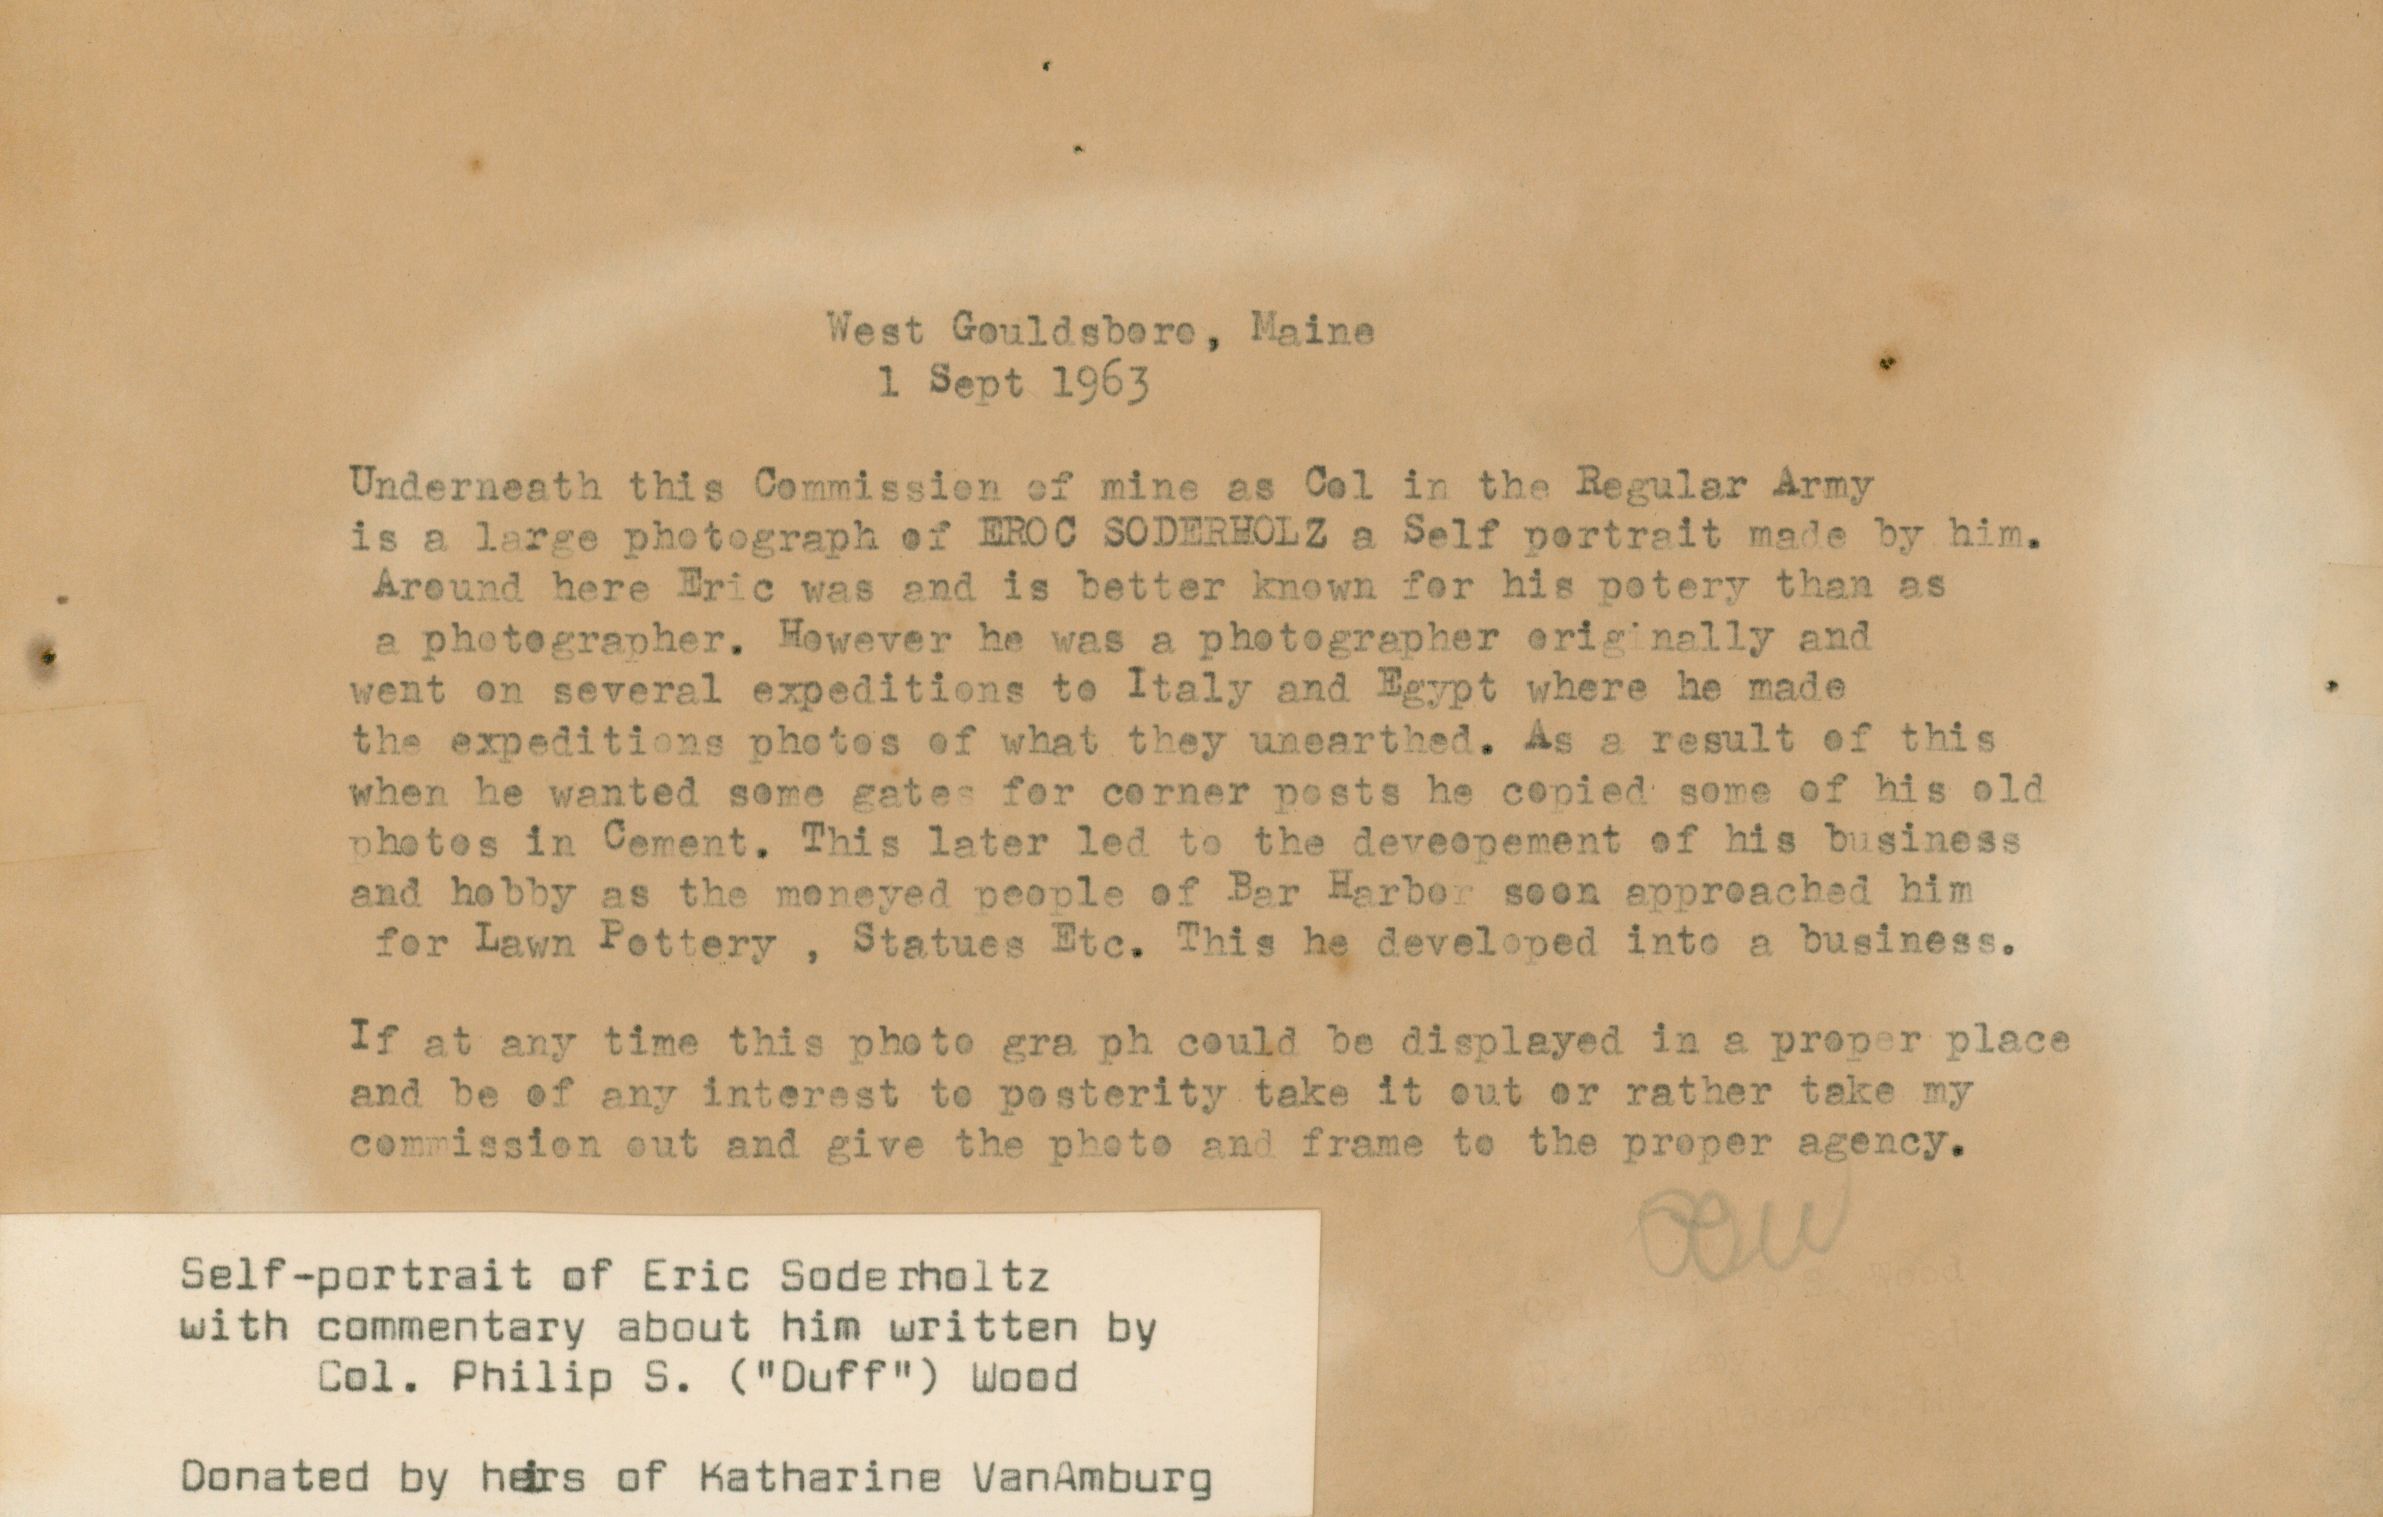 West Gouldsboro, Maine
1 Sept 1963
Underneath this Commission of mine as Col in the Regular Army
is a large photograph of EROC SODERHOLZ a Self portrait made by him.
Around here Eric was and is better known for his potery than as
a photographer. However he was a photographer originally and
went on several expeditions to Italy and Egypt where he made
the expeditions photos of what they unearthed. As a result of this
when he wanted some gates for corner posts he copied some of his old
photos in Cement. This later led to the deveopement of his business
and hobby as the moneyed people of Bar Harbor soon approached him
for Lawn Pottery , Statues Etc. This he developed into a business.
If at any time this photo gra ph could be displayed in a proper place
and be of any interest to posterity take it out or rather take my
commission out and give the photo and frame to the proper agency.
Self-portrait of Eric Soderholtz
with commentary about him written by
Col. Philip S. ("Duff") Wood
Donated by heirs of Katharine VanAmburg